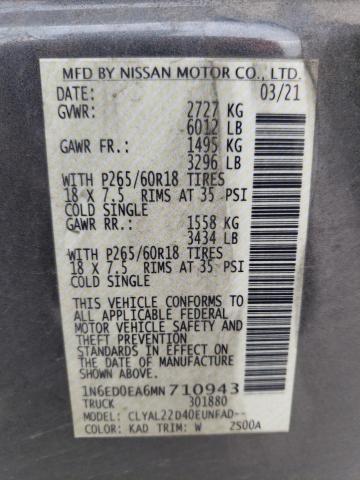 MFD BY NISSAN MOTOR CO., LTD.
DATE: 03/21
GVWR: 2727 KG
6012 LB
GAWR FR.: 1495 KG
3296 LB
WITH P265/60R18 TIRES
18 X 7.5 RIMS AT 35 PSI
COLD SINGLE
GAWR RR.: 1558 KG
3434 LB
WITH P265/60R18 TIRES
18 X 7.5 RIMS AT 35 PSI
COLD SINGLE
THIS VEHICLE CONFORMS TO
ALL APPLICABLE FEDERAL
MOTOR VEHICLE SAFETY
AND THEFT PREVENTION
STANDARDS IN EFFECT ON
THE DATE OF MANUFACTURE
SHOWN ABOVE.
1N6ED0EA6MN710943
TRUCK 301880
MODEL: CLYAL22D40EUNFAD--
COLOR: KAD TRIM: W 2S00A